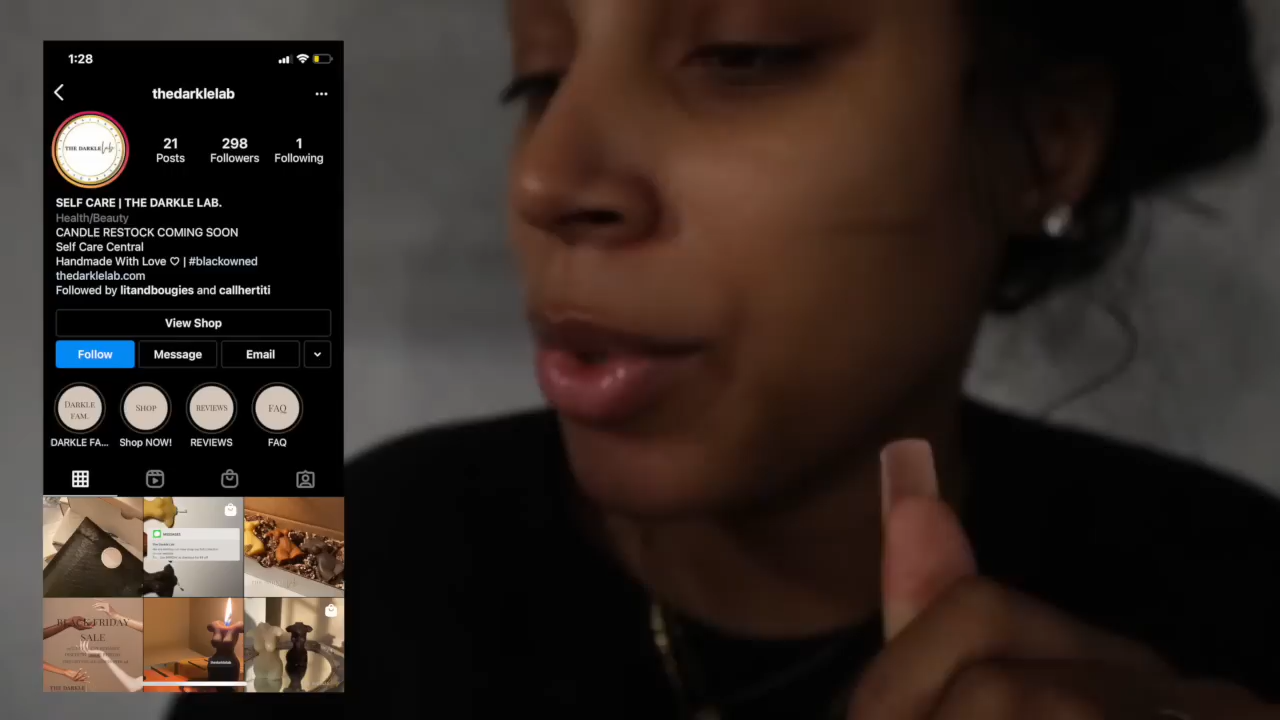 1:28
thedarklelab
THE DARKLE lab
21 298 1
Posts Followers Following
SELF CARE | THE DARKLE LAB.
Health/Beauty
CANDLE RESTOCK COMING SOON
Self Care Central
Handmade With Love ♡ | #blackowned
thedarklelab.com
Followed by litandbougies and callhertiti
View Shop
Follow Message Email
DARKLE FAM. SHOP REVIEWS FAQ
DARKLE FA... Shop NOW! REVIEWS FAQ
BLACK FRIDAY
SALE
THE DARKLE